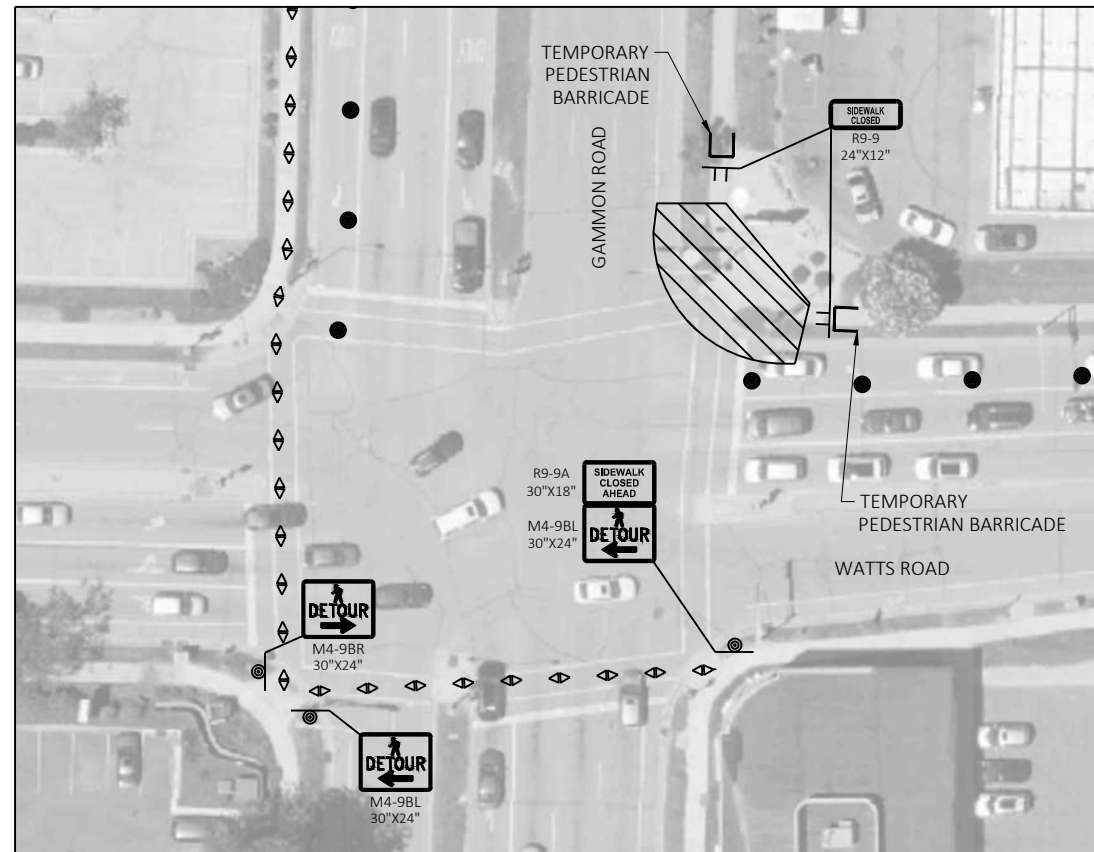 TEMPORARY
PEDESTRIAN
BARRICADE
GAMMON ROAD
SIDEWALK
CLOSED
R9-9
24"X12"
R9-9A
30"X18"
SIDEWALK
CLOSED
AHEAD
M4-9BL
30"X24"
DETOUR
TEMPORARY
PEDESTRIAN BARRICADE
WATTS ROAD
DETOUR
M4-9BR
30"X24"
DETOUR
M4-9BL
30"X24"